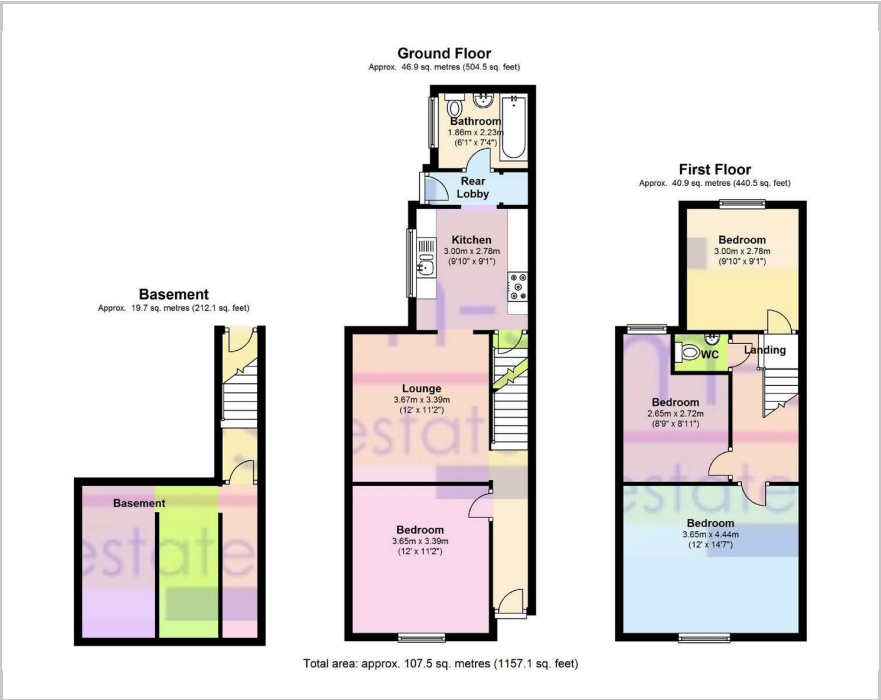 Ground Floor
Approx. 46.9 sq. metres (504.5 sq. feet)
Bathroom
1.86m x 2.23m
(6'1" x 7'4")
Rear
Lobby
Kitchen
3.00m x 2.78m
(9'10" x 9'1")
Lounge
3.67m x 3.39m
(12' x 11'2")
estate
Bedroom
3.65m x 3.39m
(12' x 11'2")
First Floor
Approx. 40.9 sq. metres (440.5 sq. feet)
Bedroom
3.00m x 2.78m
(9'10" x 9'1")
WC
Landing
Bedroom
2.65m x 2.72m
(8'9" x 8'11")
estate
Bedroom
3.65m x 4.44m
(12' x 14'7")
Basement
Approx. 19.7 sq. metres (212.1 sq. feet)
Basement
estate
Total area: approx. 107.5 sq. metres (1157.1 sq. feet)